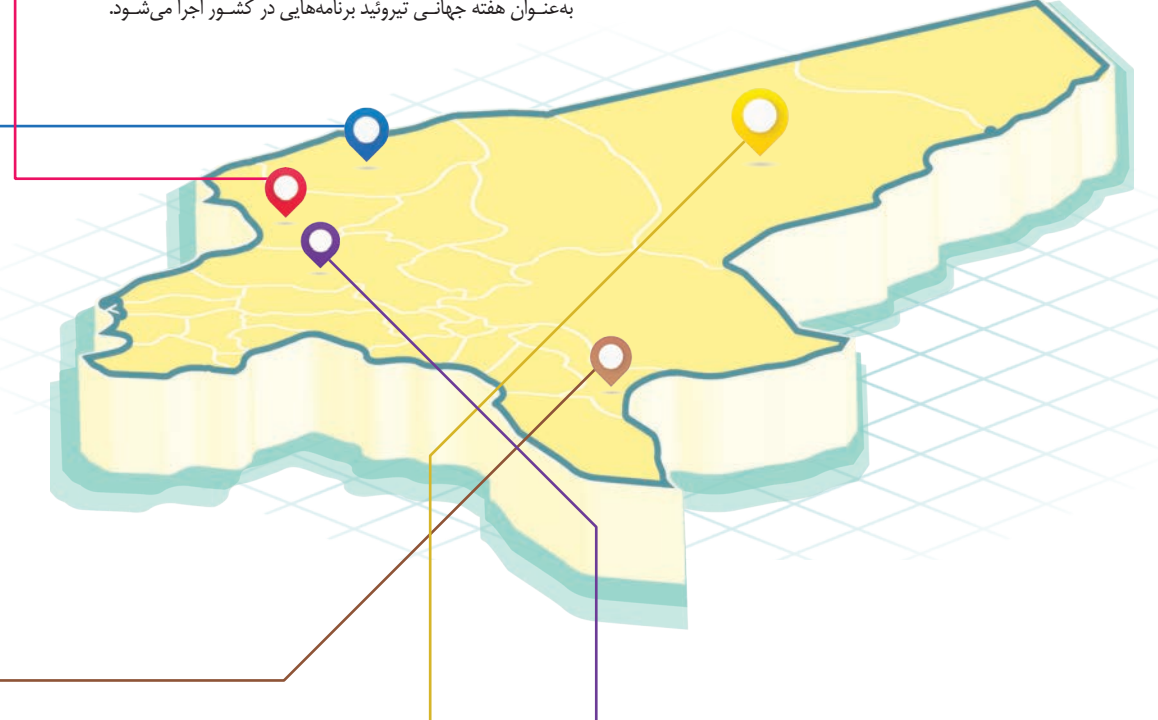 به‌عنوان هفته جهانی تیروئید برنامه‌هایی در کشور اجرا می‌شود.